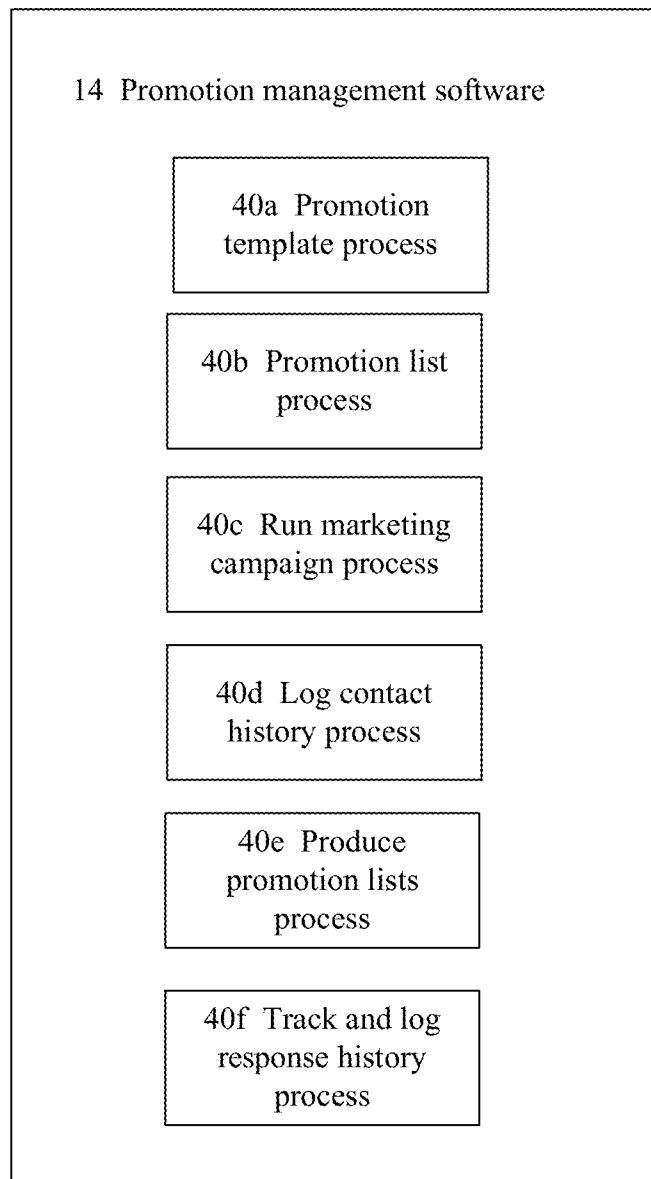 14 Promotion management software
40a Promotion
template process
40b Promotion list
process
40c Run marketing
campaign process
40d Log contact
history process
40e Produce
promotion lists
process
40f Track and log
response history
process